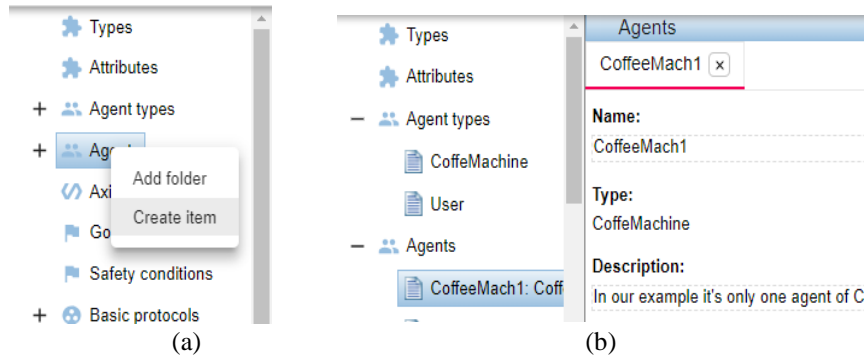 Types
Attributes
Agent types
Add folder
Create item
Safety conditions
Basic protocols
(a)
Types
Attributes
Agent types
CoffeMachine
User
Agents
CoffeeMach1: Coff
Agents
CoffeeMach1 x
Name:
CoffeeMach1
Type:
CoffeMachine
Description:
In our example it's only one agent of C
(b)